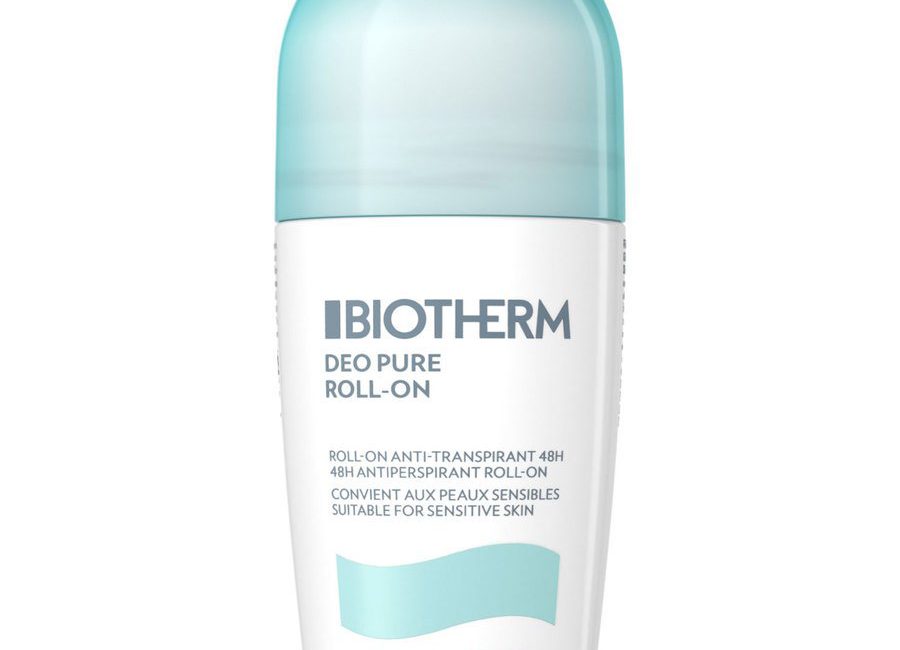 BIOTHERM
DEO PURE
ROLL-ON
ROLL-ON ANTI-TRANSPIRANT 48H
48H ANTIPERSPIRANT ROLL-ON
CONVIENT AUX PEAUX SENSIBLES
SUITABLE FOR SENSITIVE SKIN